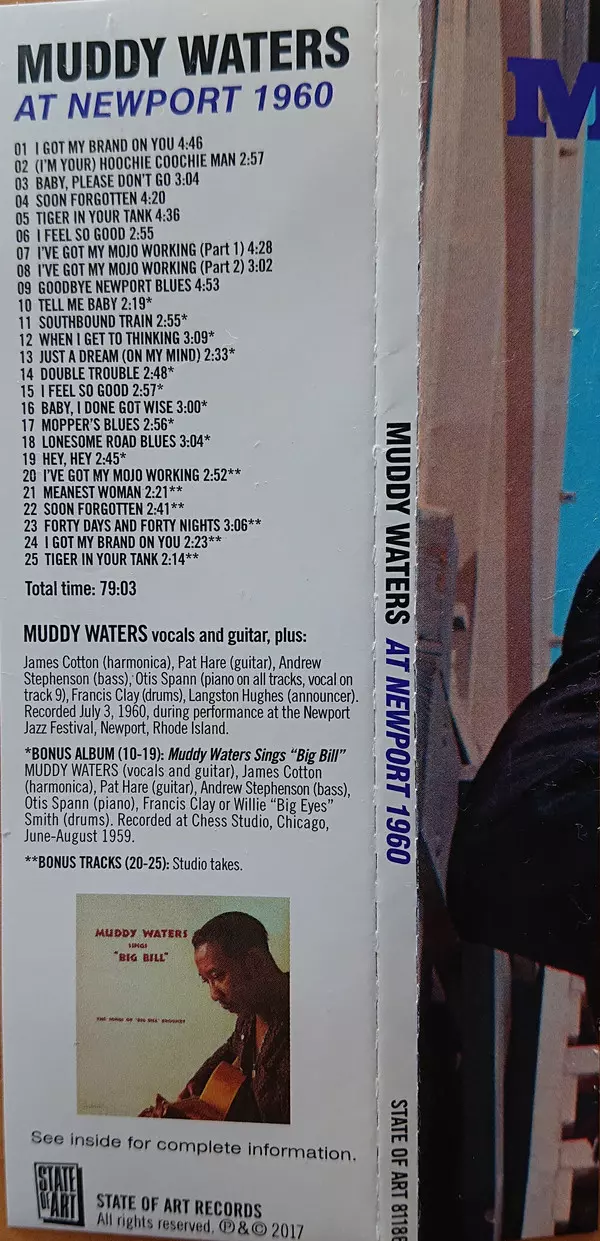 MUDDY WATERS
AT NEWPORT 1960
01 I GOT MY BRAND ON YOU 4:46
02 (I'M YOUR) HOOCHIE COOCHIE MAN 2:57
03 BABY, PLEASE DON'T GO 3:04
04 SOON FORGOTTEN 4:20
05 TIGER IN YOUR TANK 4:36
06 I FEEL SO GOOD 2:55
07 I'VE GOT MY MOJO WORKING (Part 1) 4:28
08 I'VE GOT MY MOJO WORKING (Part 2) 3:02
09 GOODBYE NEWPORT BLUES 4:53
10 TELL ME BABY 2:19*
11 SOUTHBOUND TRAIN 2:55*
12 WHEN I GET TO THINKING 3:09*
13 JUST A DREAM (ON MY MIND) 2:33*
14 DOUBLE TROUBLE 2:48*
15 I FEEL SO GOOD 2:57*
16 BABY, I DONE GOT WISE 3:00*
17 MOPPER'S BLUES 2:56*
18 LONESOME ROAD BLUES 3:04*
19 HEY, HEY 2:45*
20 I'VE GOT MY MOJO WORKING 2:52**
21 MEANEST WOMAN 2:21**
22 SOON FORGOTTEN 2:41**
23 FORTY DAYS AND FORTY NIGHTS 3:06**
24 I GOT MY BRAND ON YOU 2:23**
25 TIGER IN YOUR TANK 2:14**
Total time: 79:03
MUDDY WATERS vocals and guitar, plus:
James Cotton (harmonica), Pat Hare (guitar), Andrew
Stephenson (bass), Otis Spann (piano on all tracks, vocal on
track 9), Francis Clay (drums), Langston Hughes (announcer).
Recorded July 3, 1960, during performance at the Newport
Jazz Festival, Newport, Rhode Island.
*BONUS ALBUM (10-19): Muddy Waters Sings "Big Bill"
MUDDY WATERS (vocals and guitar), James Cotton
(harmonica), Pat Hare (guitar), Andrew Stephenson (bass),
Otis Spann (piano), Francis Clay or Willie "Big Eyes"
Smith (drums). Recorded at Chess Studio, Chicago,
June-August 1959.
**BONUS TRACKS (20-25): Studio takes.
MUDDY WATERS
SINGS
"BIG BILL"
THE SONGS OF "BIG BILL" BROONZY
See inside for complete information.
STATE
OF ART
STATE OF ART RECORDS
All rights reserved. ℗&© 2017
MUDDY WATERS AT NEWPORT 1960
STATE OF ART 8118
M